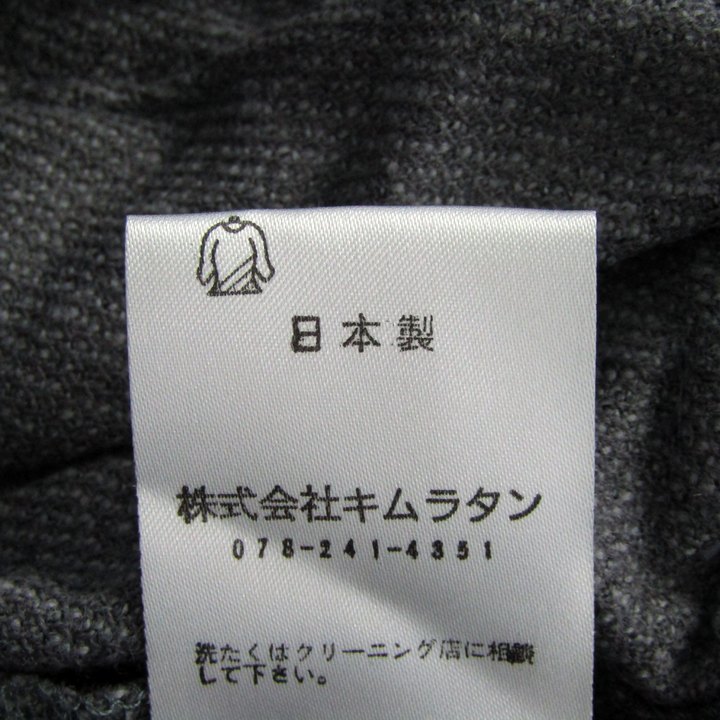 日本製
株式会社キムラタン
078-241-4351
洗たくはクリーニング店に相談
して下さい。